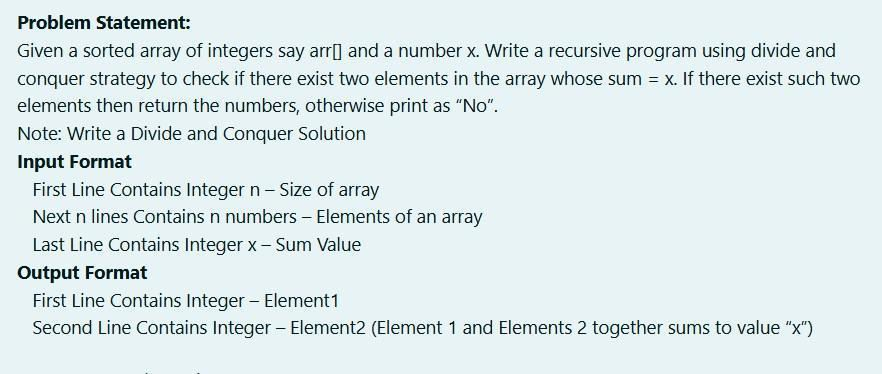 Problem Statement:
Given a sorted array of integers say arr[] and a number x. Write a recursive program using divide and
conquer strategy to check if there exist two elements in the array whose sum = x. If there exist such two
elements then return the numbers, otherwise print as “No”.
Note: Write a Divide and Conquer Solution
Input Format
First Line Contains Integer n – Size of array
Next n lines Contains n numbers – Elements of an array
Last Line Contains Integer x – Sum Value
Output Format
First Line Contains Integer – Element1
Second Line Contains Integer – Element2 (Element 1 and Elements 2 together sums to value “x”)